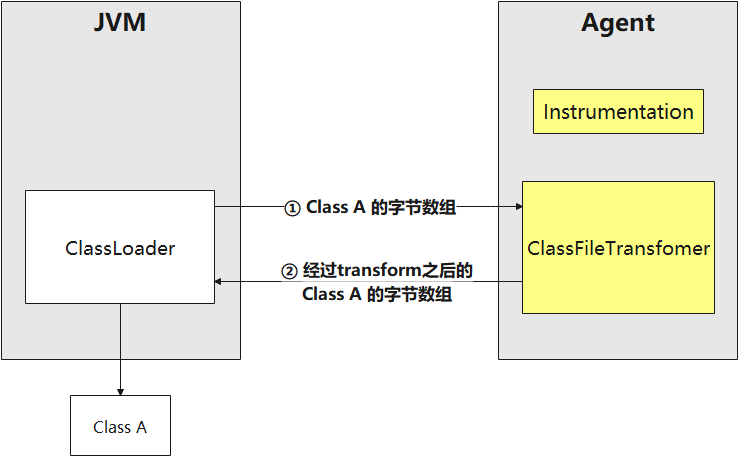 JVM
Agent
Instrumentation
① Class A 的字节数组
ClassLoader
ClassFileTransfomer
② 经过transform之后的
Class A 的字节数组
Class A